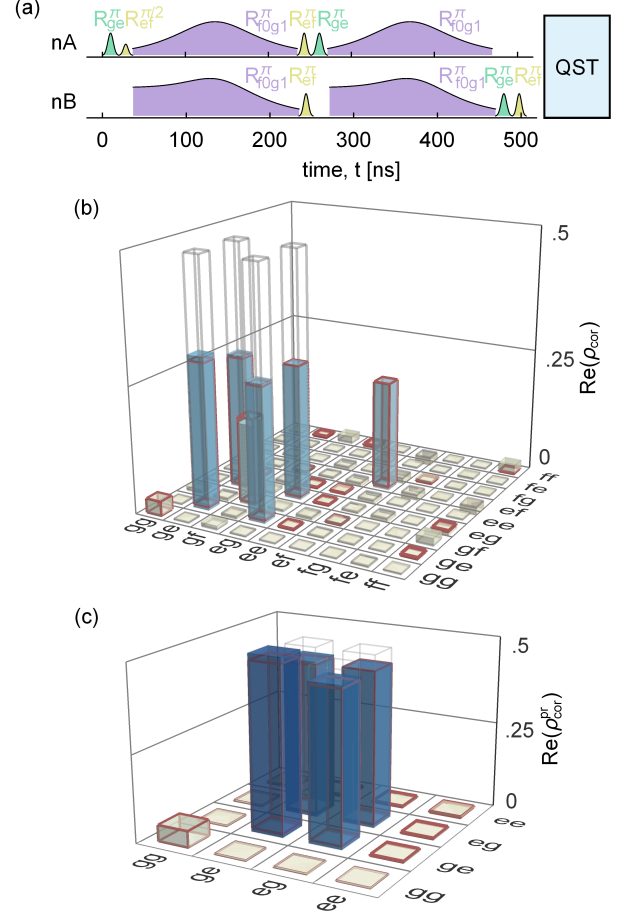 (a)
R^π_ge R^π/2_ef R^π_f0g1 R^π_ef R^π_ge R^π_f0g1
nA
QST
R^π_f0g1 R^π_ef R^π_f0g1 R^π_ge R^π_ef
nB
0 100 200 300 400 500
time, t [ns]
(b)
.5
.25
0
Re(ρcor)
gg ge gf eg ee ef fg fe ff
gg ge gf eg ee ef fg fe ff
(c)
.5
.25
0
Re(ρ^pr_cor)
gg ge eg ee
gg ge eg ee